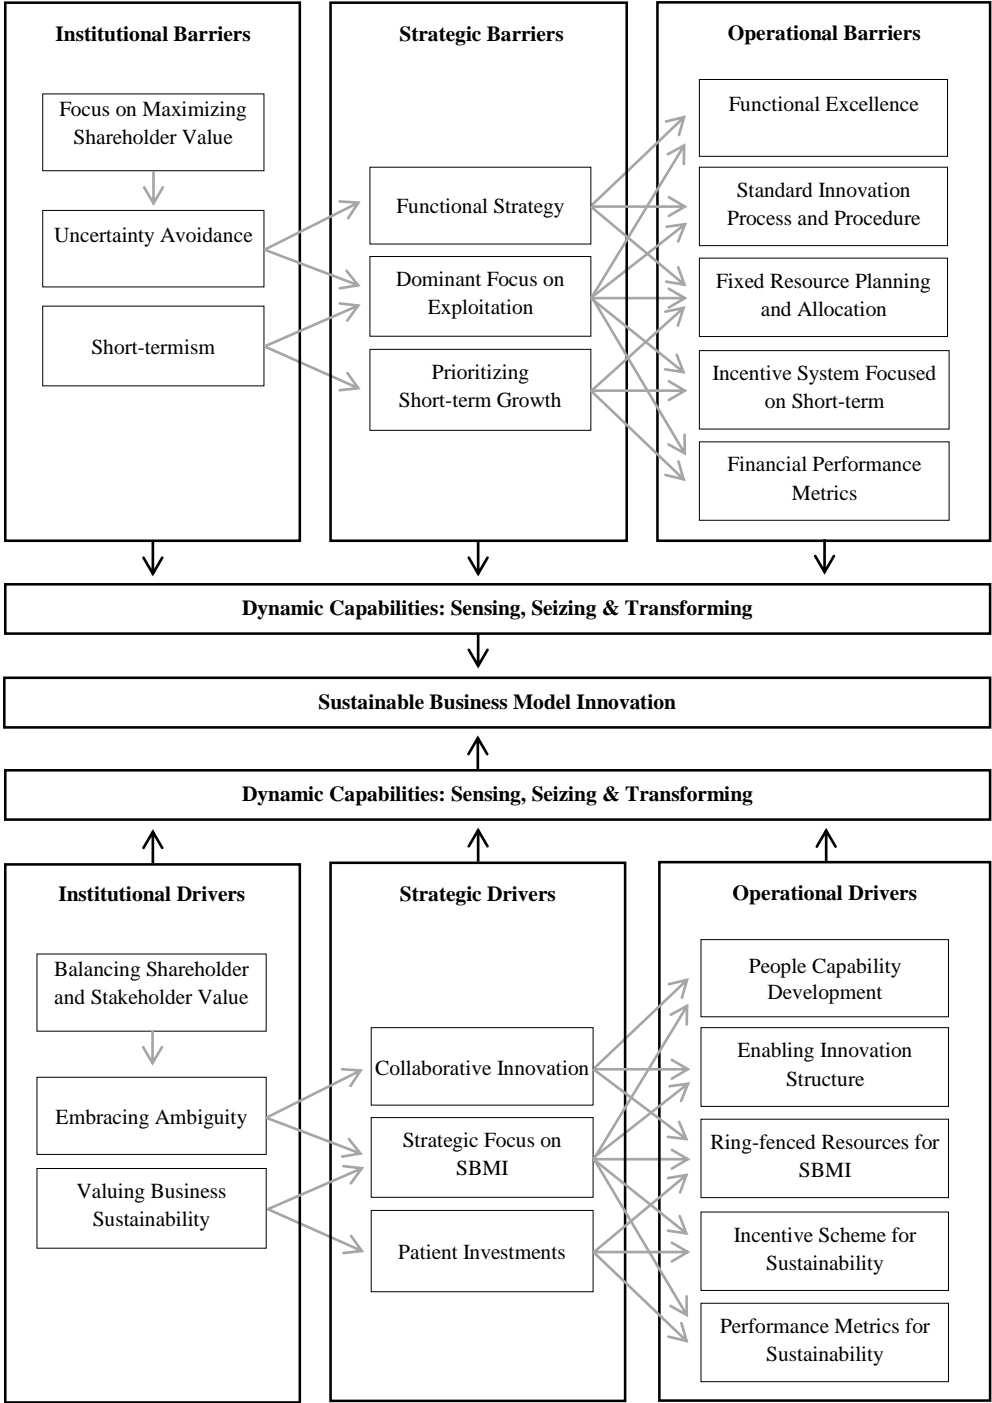 Institutional Barriers
Focus on Maximizing
Shareholder Value
Uncertainty Avoidance
Short-termism
Strategic Barriers
Functional Strategy
Dominant Focus on
Exploitation
Prioritizing
Short-term Growth
Operational Barriers
Functional Excellence
Standard Innovation
Process and Procedure
Fixed Resource Planning
and Allocation
Incentive System Focused
on Short-term
Financial Performance
Metrics
Dynamic Capabilities: Sensing, Seizing & Transforming
Sustainable Business Model Innovation
Dynamic Capabilities: Sensing, Seizing & Transforming
Institutional Drivers
Balancing Shareholder
and Stakeholder Value
Embracing Ambiguity
Valuing Business
Sustainability
Strategic Drivers
Collaborative Innovation
Strategic Focus on
SBMI
Patient Investments
Operational Drivers
People Capability
Development
Enabling Innovation
Structure
Ring-fenced Resources for
SBMI
Incentive Scheme for
Sustainability
Performance Metrics for
Sustainability